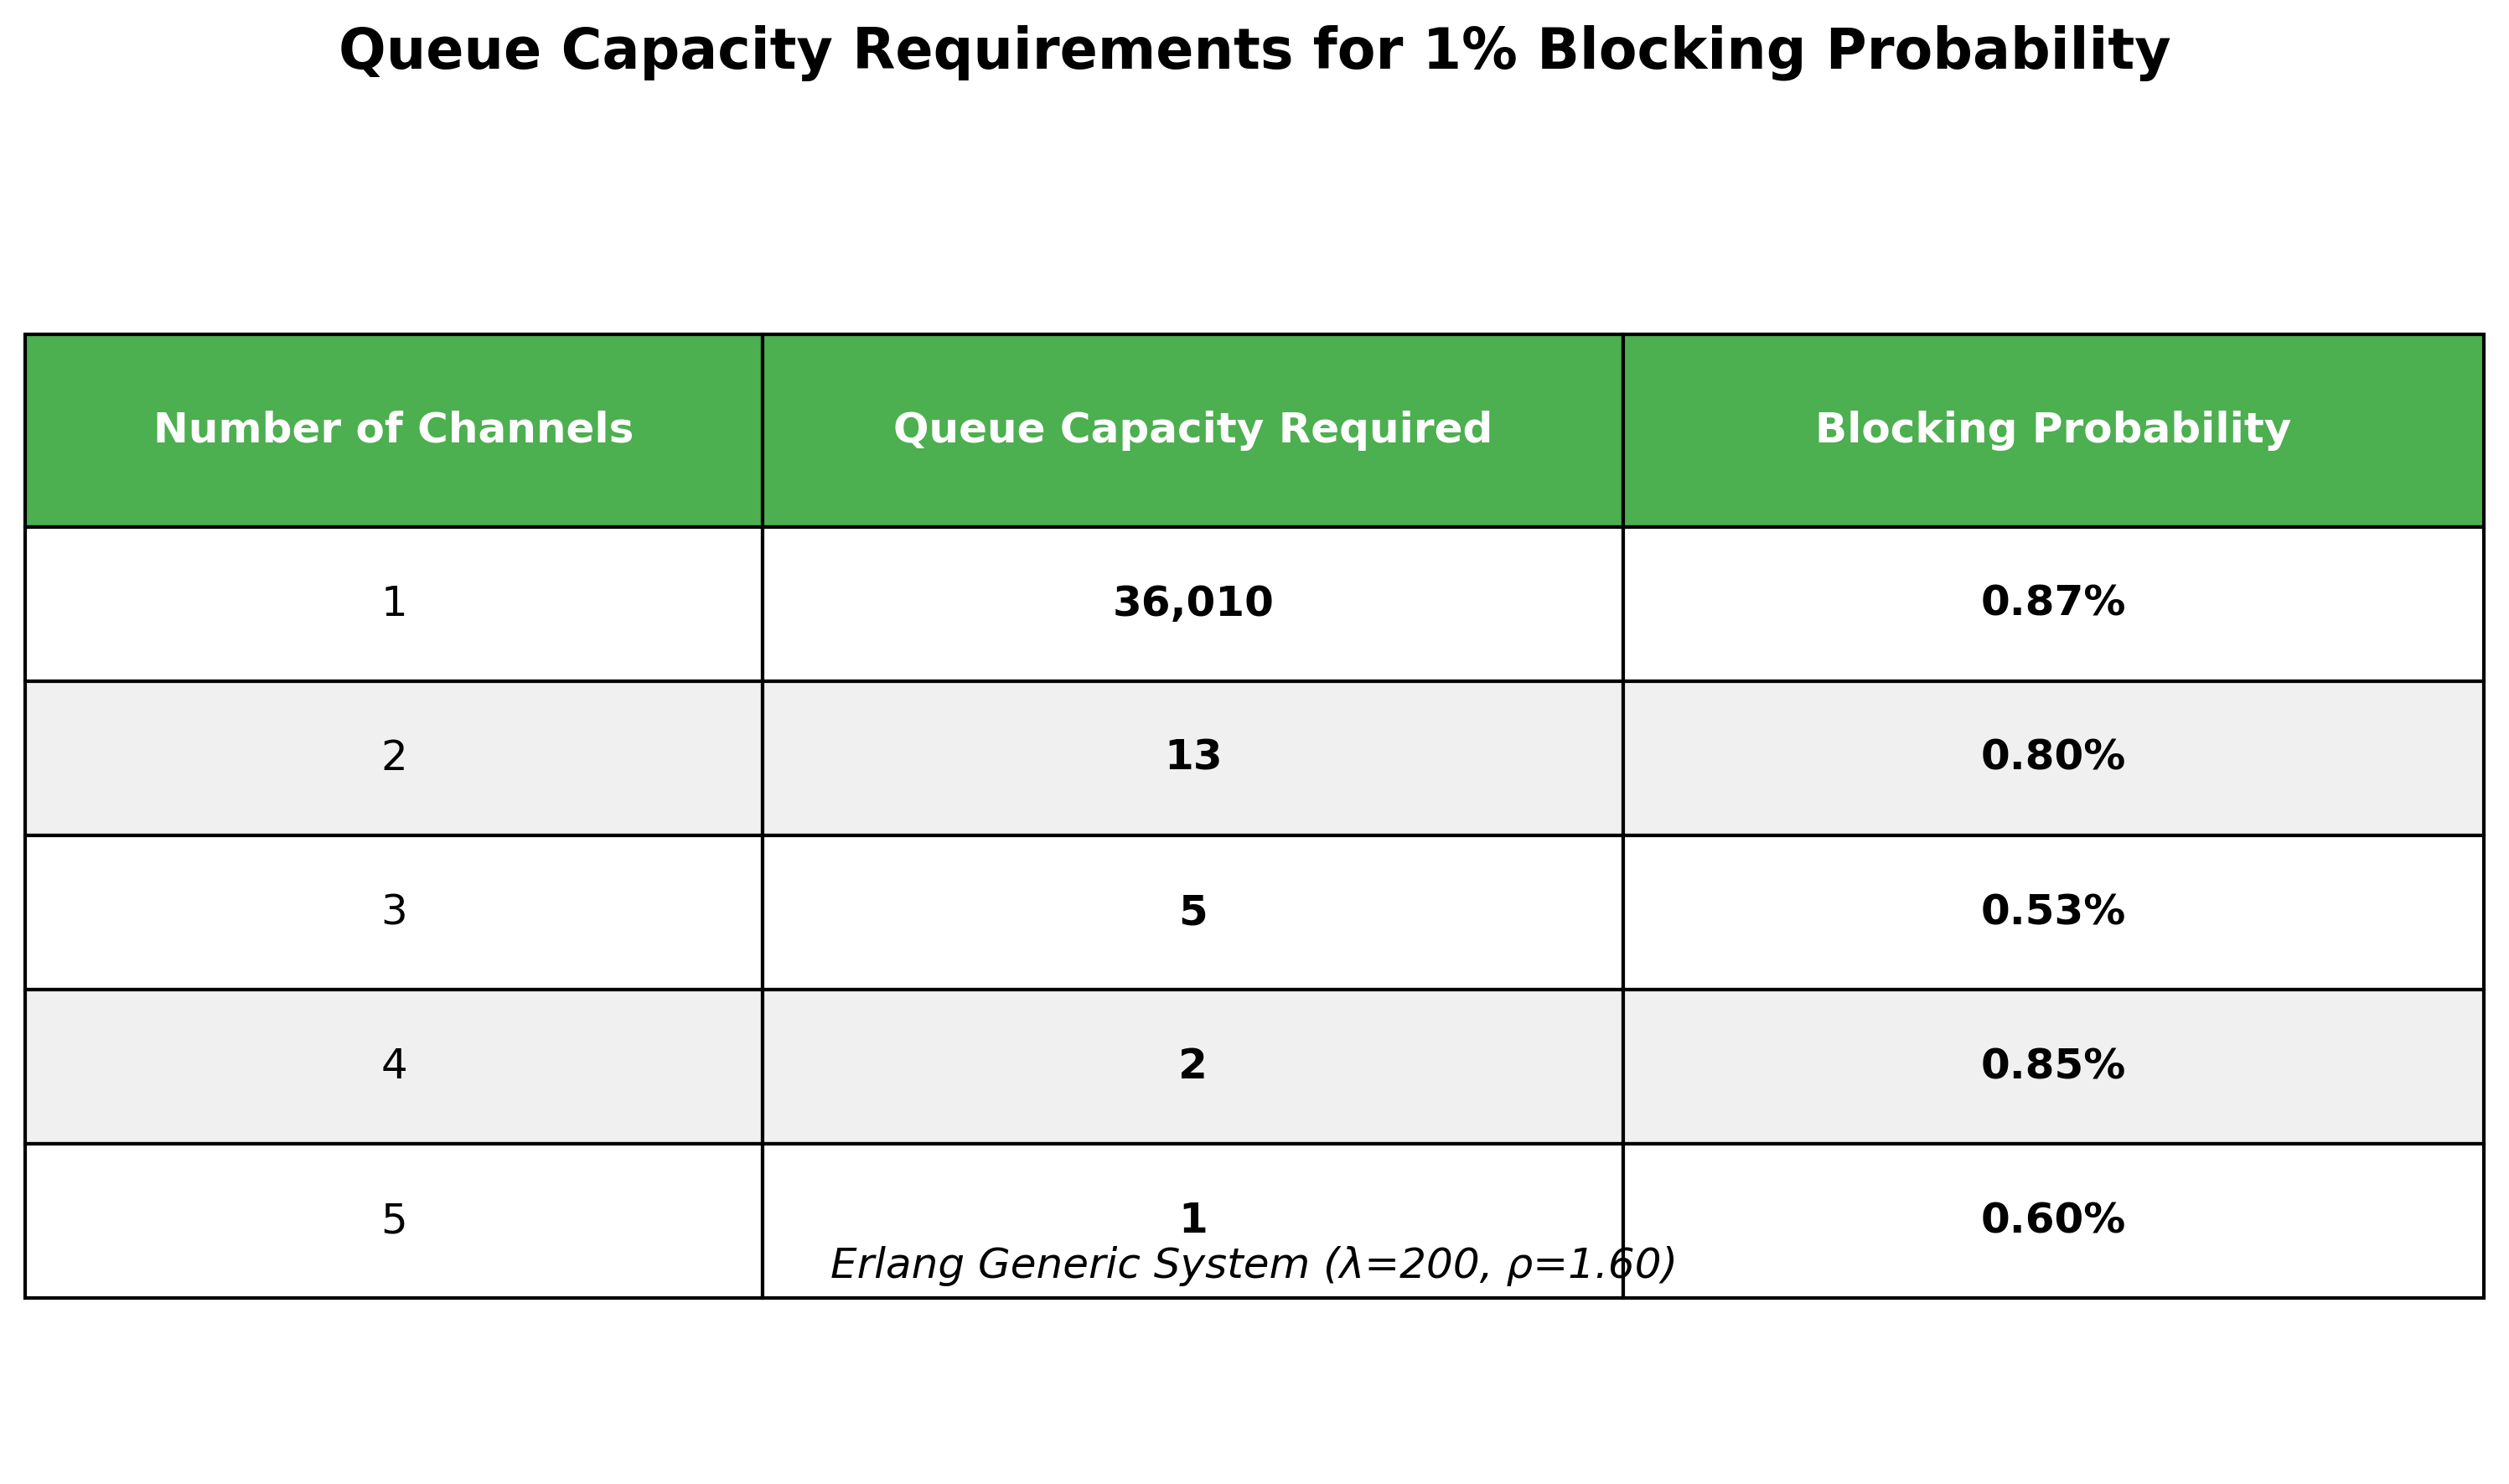 Queue Capacity Requirements for 1% Blocking Probability
Number of Channels Queue Capacity Required Blocking Probability
1 36,010 0.87%
2 13 0.80%
3 5 0.53%
4 2 0.85%
5 1 0.60%
Erlang Generic System (λ=200, ρ=1.60)